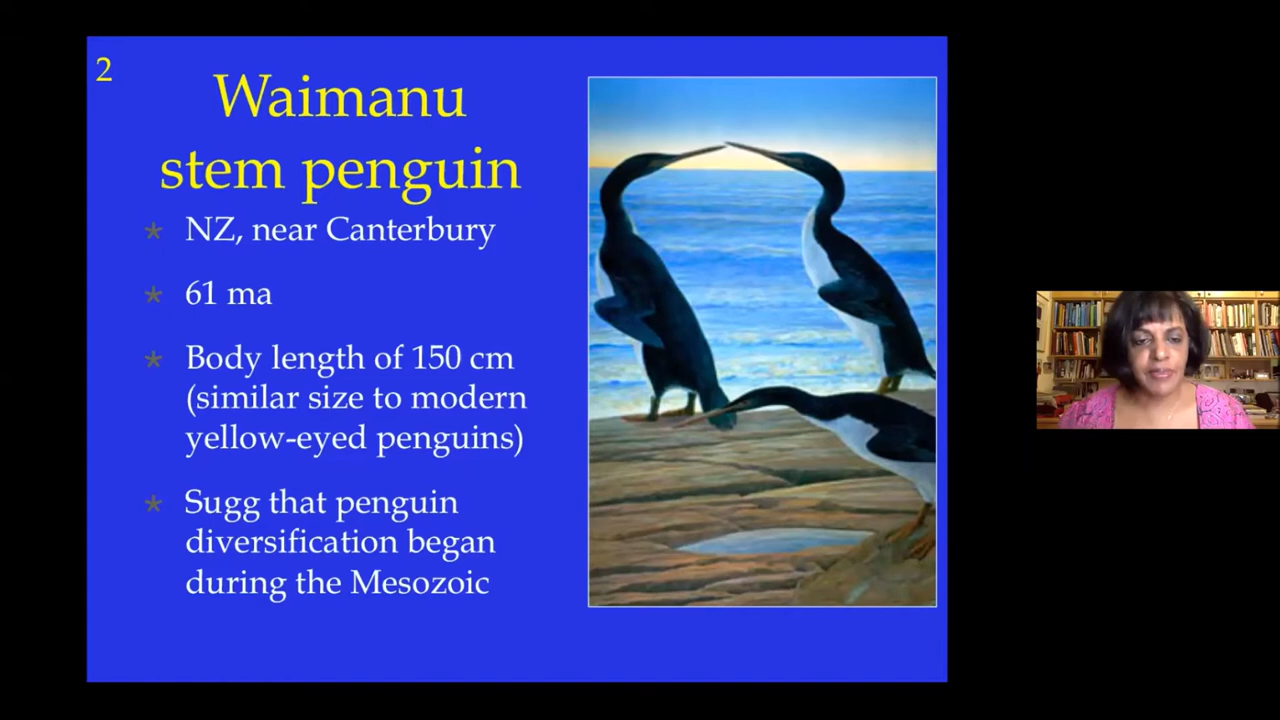 2
Waimanu
stem penguin
* NZ, near Canterbury
* 61 ma
* Body length of 150 cm
(similar size to modern
yellow-eyed penguins)
* Sugg that penguin
diversification began
during the Mesozoic